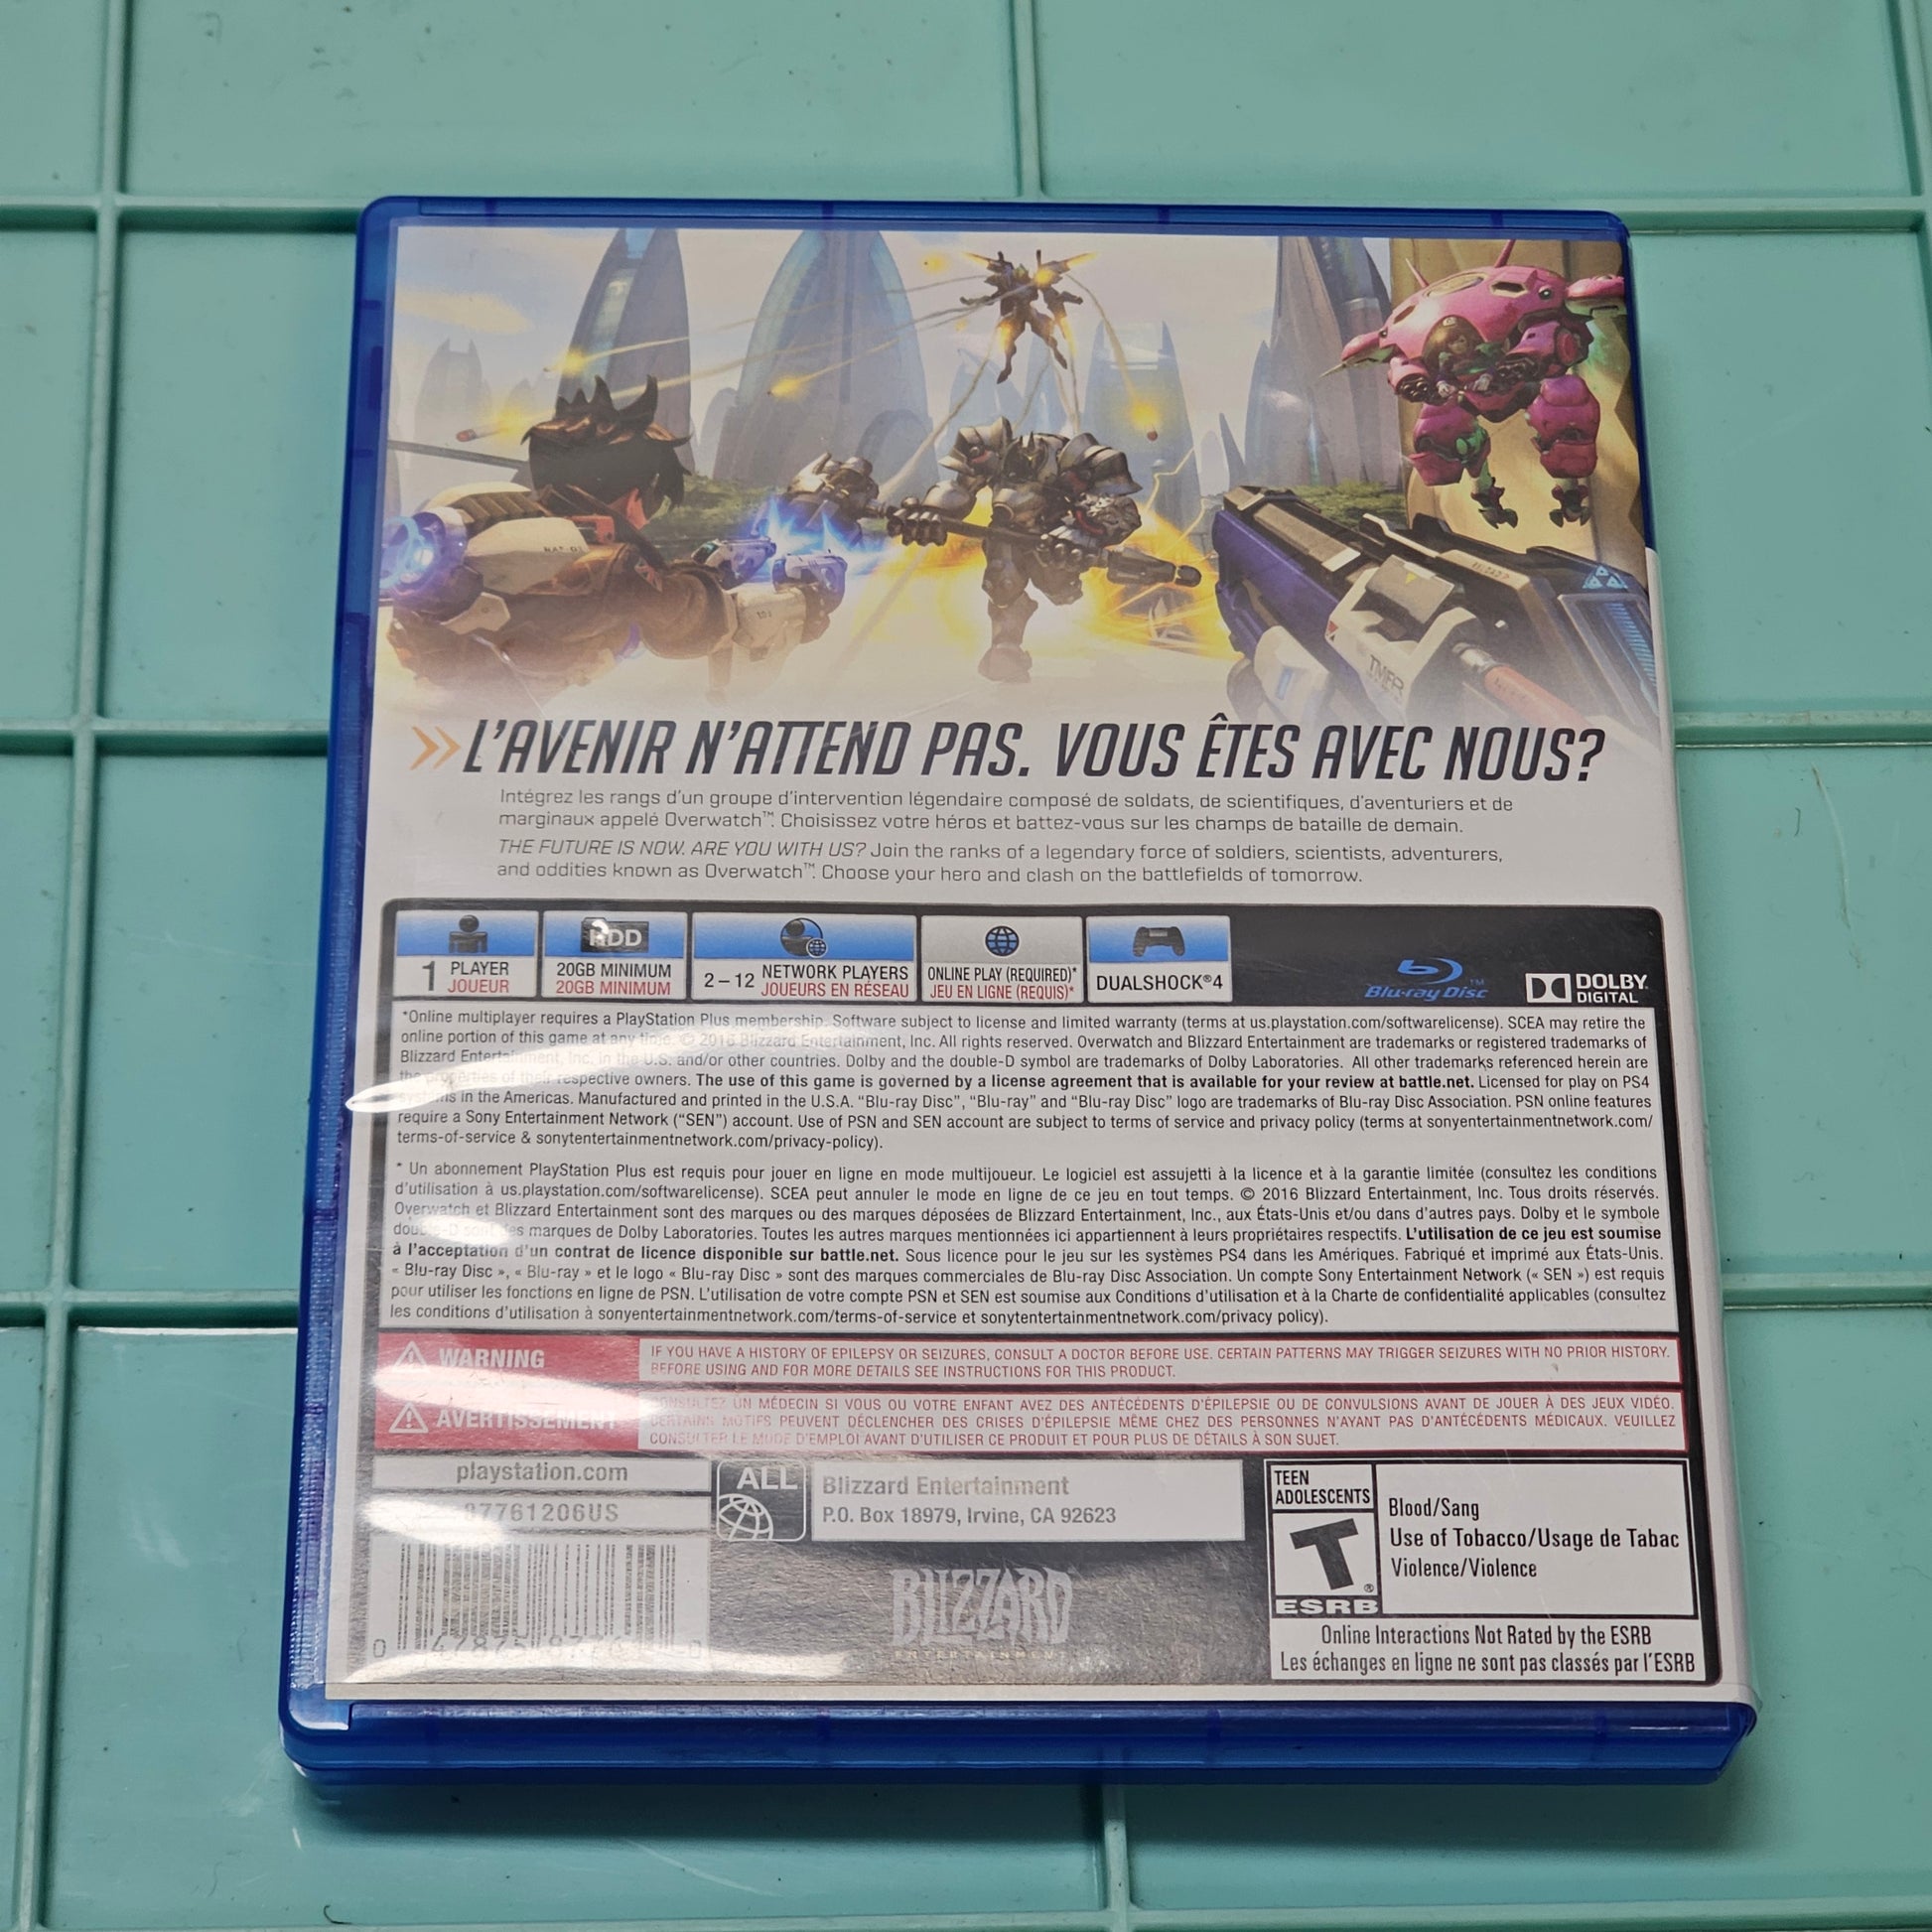 L'AVENIR N'ATTEND PAS. VOUS ÊTES AVEC NOUS?
Intégrez les rangs d'un groupe d'intervention légendaire composé de soldats, de scientifiques, d'aventuriers et de
marginaux appelé Overwatch™. Choisissez votre héros et battez-vous sur les champs de bataille de demain.
THE FUTURE IS NOW. ARE YOU WITH US? Join the ranks of a legendary force of soldiers, scientists, adventurers,
and oddities known as Overwatch™. Choose your hero and clash on the battlefields of tomorrow.
1 PLAYER
JOUEUR
HDD
20GB MINIMUM
20GB MINIMUM
2–12 NETWORK PLAYERS
JOUEURS EN RÉSEAU
ONLINE PLAY (REQUIRED)*
JEU EN LIGNE (REQUIS)*
DUALSHOCK®4
Blu-ray Disc™
DOLBY
DIGITAL
*Online multiplayer requires a PlayStation Plus membership. Software subject to license and limited warranty (terms at us.playstation.com/softwarelicense). SCEA may retire the
online portion of this game at any time. © 2016 Blizzard Entertainment, Inc. All rights reserved. Overwatch and Blizzard Entertainment are trademarks or registered trademarks of
Blizzard Entertainment, Inc. in the U.S. and/or other countries. Dolby and the double-D symbol are trademarks of Dolby Laboratories. All other trademarks referenced herein are
the properties of their respective owners. The use of this game is governed by a license agreement that is available for your review at battle.net. Licensed for play on PS4
systems in the Americas. Manufactured and printed in the U.S.A. "Blu-ray Disc", "Blu-ray" and "Blu-ray Disc" logo are trademarks of Blu-ray Disc Association. PSN online features
require a Sony Entertainment Network ("SEN") account. Use of PSN and SEN account are subject to terms of service and privacy policy (terms at sonyentertainmentnetwork.com/
terms-of-service & sonytentertainmentnetwork.com/privacy-policy).
* Un abonnement PlayStation Plus est requis pour jouer en ligne en mode multijoueur. Le logiciel est assujetti à la licence et à la garantie limitée (consultez les conditions
d'utilisation à us.playstation.com/softwarelicense). SCEA peut annuler le mode en ligne de ce jeu en tout temps. © 2016 Blizzard Entertainment, Inc. Tous droits réservés.
Overwatch et Blizzard Entertainment sont des marques ou des marques déposées de Blizzard Entertainment, Inc., aux États-Unis et/ou dans d'autres pays. Dolby et le symbole
double-D sont des marques de Dolby Laboratories. Toutes les autres marques mentionnées ici appartiennent à leurs propriétaires respectifs. L'utilisation de ce jeu est soumise
à l'acceptation d'un contrat de licence disponible sur battle.net. Sous licence pour le jeu sur les systèmes PS4 dans les Amériques. Fabriqué et imprimé aux États-Unis.
« Blu-ray Disc », « Blu-ray » et le logo « Blu-ray Disc » sont des marques commerciales de Blu-ray Disc Association. Un compte Sony Entertainment Network (« SEN ») est requis
pour utiliser les fonctions en ligne de PSN. L'utilisation de votre compte PSN et SEN est soumise aux Conditions d'utilisation et à la Charte de confidentialité applicables (consultez
les conditions d'utilisation à sonyentertainmentnetwork.com/terms-of-service et sonytentertainmentnetwork.com/privacy policy).
WARNING
IF YOU HAVE A HISTORY OF EPILEPSY OR SEIZURES, CONSULT A DOCTOR BEFORE USE. CERTAIN PATTERNS MAY TRIGGER SEIZURES WITH NO PRIOR HISTORY.
BEFORE USING AND FOR MORE DETAILS SEE INSTRUCTIONS FOR THIS PRODUCT.
AVERTISSEMENT
CONSULTEZ UN MÉDECIN SI VOUS OU VOTRE ENFANT AVEZ DES ANTÉCÉDENTS D'ÉPILEPSIE OU DE CONVULSIONS AVANT DE JOUER À DES JEUX VIDÉO.
CERTAINS MOTIFS PEUVENT DÉCLENCHER DES CRISES D'ÉPILEPSIE MÊME CHEZ DES PERSONNES N'AYANT PAS D'ANTÉCÉDENTS MÉDICAUX. VEUILLEZ
CONSULTER LE MODE D'EMPLOI AVANT D'UTILISER CE PRODUIT ET POUR PLUS DE DÉTAILS À SON SUJET.
playstation.com
87761206US
ALL
Blizzard Entertainment
P.O. Box 18979, Irvine, CA 92623
BLIZZARD
ENTERTAINMENT
TEEN
ADOLESCENTS
T
ESRB
Blood/Sang
Use of Tobacco/Usage de Tabac
Violence/Violence
Online Interactions Not Rated by the ESRB
Les échanges en ligne ne sont pas classés par l'ESRB